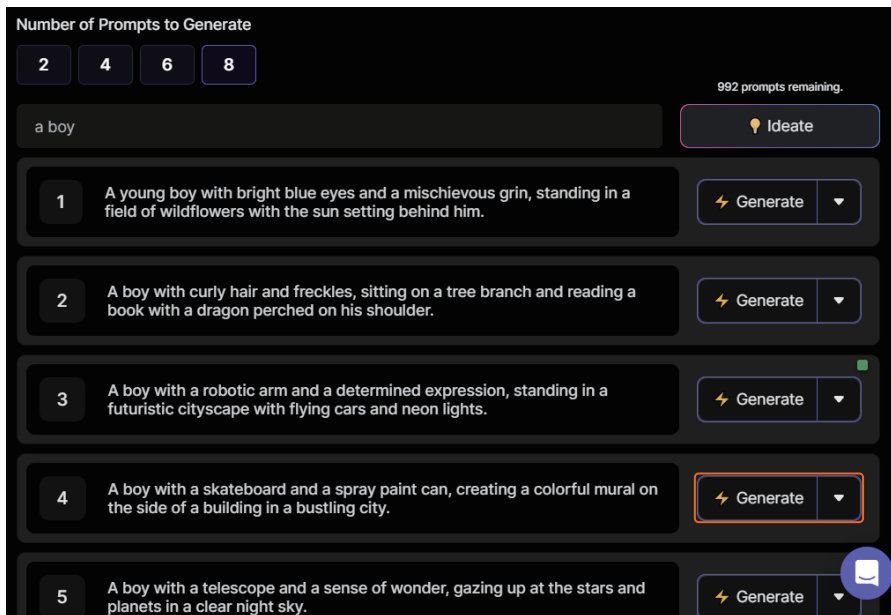 Number of Prompts to Generate
2 4 6 8
992 prompts remaining.
a boy
Ideate
1
A young boy with bright blue eyes and a mischievous grin, standing in a
field of wildflowers with the sun setting behind him.
Generate
2
A boy with curly hair and freckles, sitting on a tree branch and reading a
book with a dragon perched on his shoulder.
Generate
3
A boy with a robotic arm and a determined expression, standing in a
futuristic cityscape with flying cars and neon lights.
Generate
4
A boy with a skateboard and a spray paint can, creating a colorful mural on
the side of a building in a bustling city.
Generate
5
A boy with a telescope and a sense of wonder, gazing up at the stars and
planets in a clear night sky.
Generate